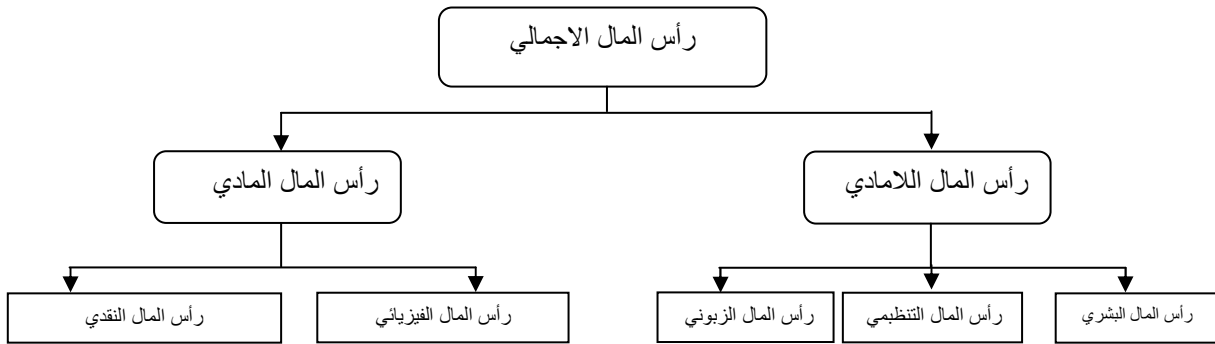 رأس المال الاجمالي
رأس المال اللامادي
رأس المال المادي
رأس المال البشري
رأس المال التنظبمي
رأس المال الزبوني
رأس المال الفيزيائي
رأس المال النقدي